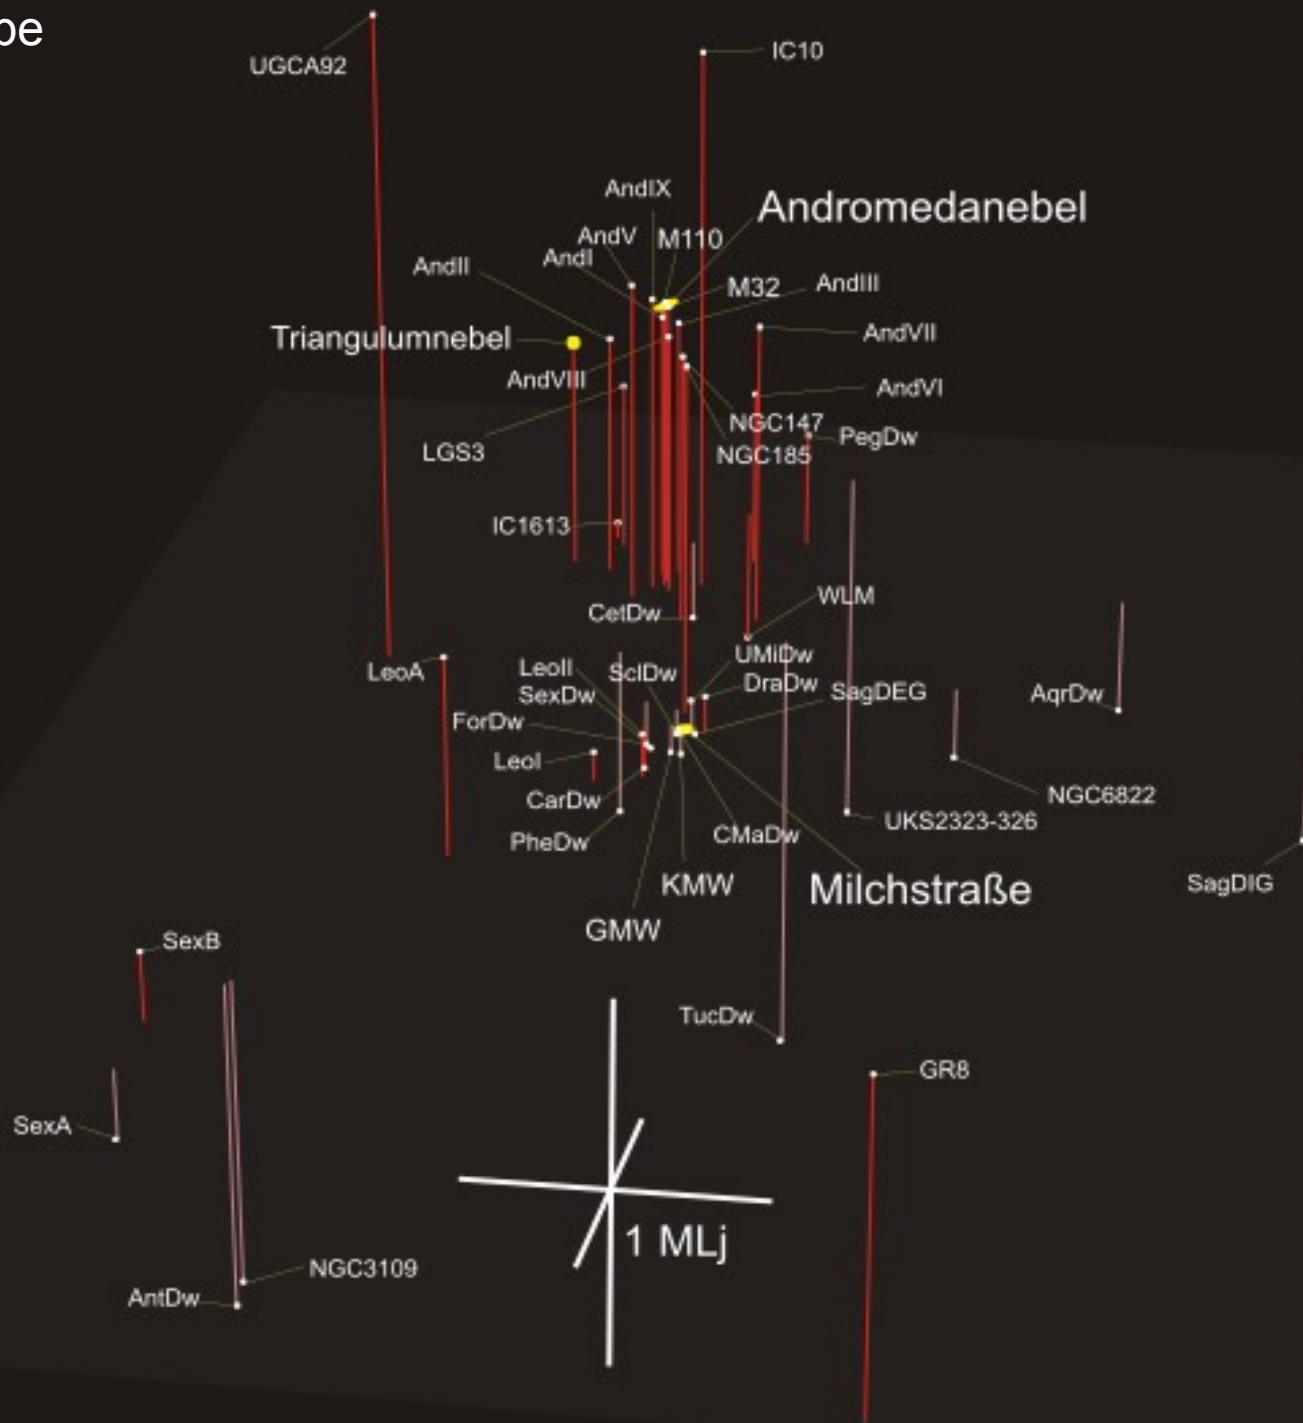 pe
UGCA92
IC10
AndIX
Andromedanebel
AndV
M110
AndI
AndII
M32
AndIII
Triangulumnebel
AndVII
AndVIII
AndVI
NGC147
PegDw
LGS3
NGC185
IC1613
WLM
CetDw
UMiDw
LeoII
SclDw
LeoA
DraDw
SexDw
SagDEG
AqrDw
ForDw
LeoI
NGC6822
CarDw
UKS2323-326
CMaDw
PheDw
KMW
Milchstraße
SagDIG
GMW
SexB
TucDw
GR8
SexA
1 MLj
NGC3109
AntDw